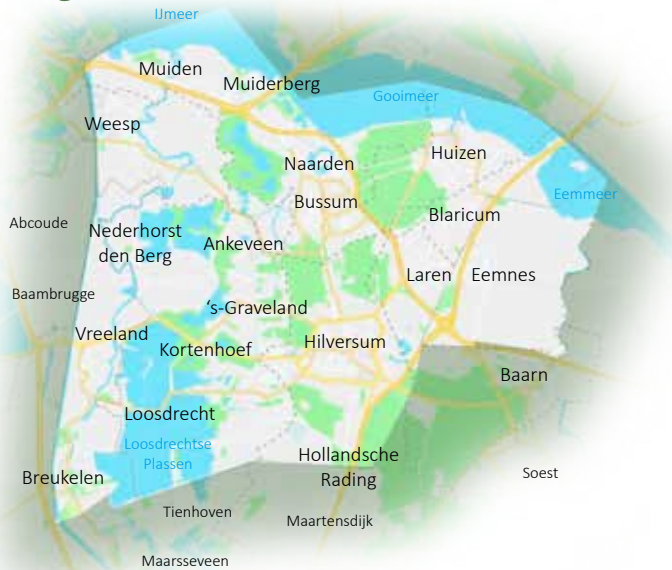 IJmeer
Muiden
Muiderberg
Gooimeer
Weesp
Naarden
Huizen
Bussum
Eemmeer
Blaricum
Abcoude
Nederhorst
den Berg
Ankeveen
Laren
Eemnes
Baambrugge
‘s-Graveland
Vreeland
Kortenhoef
Hilversum
Baarn
Loosdrecht
Loosdrechtse
Plassen
Hollandsche
Rading
Breukelen
Soest
Tienhoven
Maartensdijk
Maarsseveen